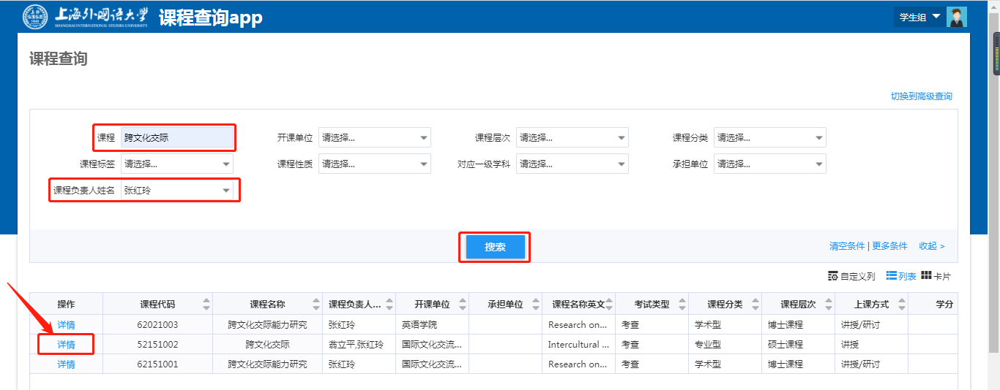 上海外国语大学 课程查询app 学生组
SHANGHAI INTERNATIONAL STUDIES UNIVERSITY
课程查询
切换到高级查询
课程 跨文化交际 开课单位 请选择... 课程层次 请选择... 课程分类 请选择...
课程标签 请选择... 课程性质 请选择... 对应一级学科 请选择... 承担单位 请选择...
课程负责人姓名 张红玲
搜索 清空条件 | 更多条件 收起 >
自定义列 列表 卡片
操作 课程代码 课程名称 课程负责人... 开课单位 承担单位 课程名称英文 考试类型 课程分类 课程层次 上课方式 学分
详情 62021003 跨文化交际能力研究 张红玲 英语学院 Research on... 考查 学术型 博士课程 讲授/研讨
详情 52151002 跨文化交际 翁立平,张红玲 国际文化交流... Intercultural ... 考查 专业型 硕士课程 讲授
详情 62151001 跨文化交际能力研究 张红玲 国际文化交流... Research on... 考查 学术型 博士课程 讲授/研讨